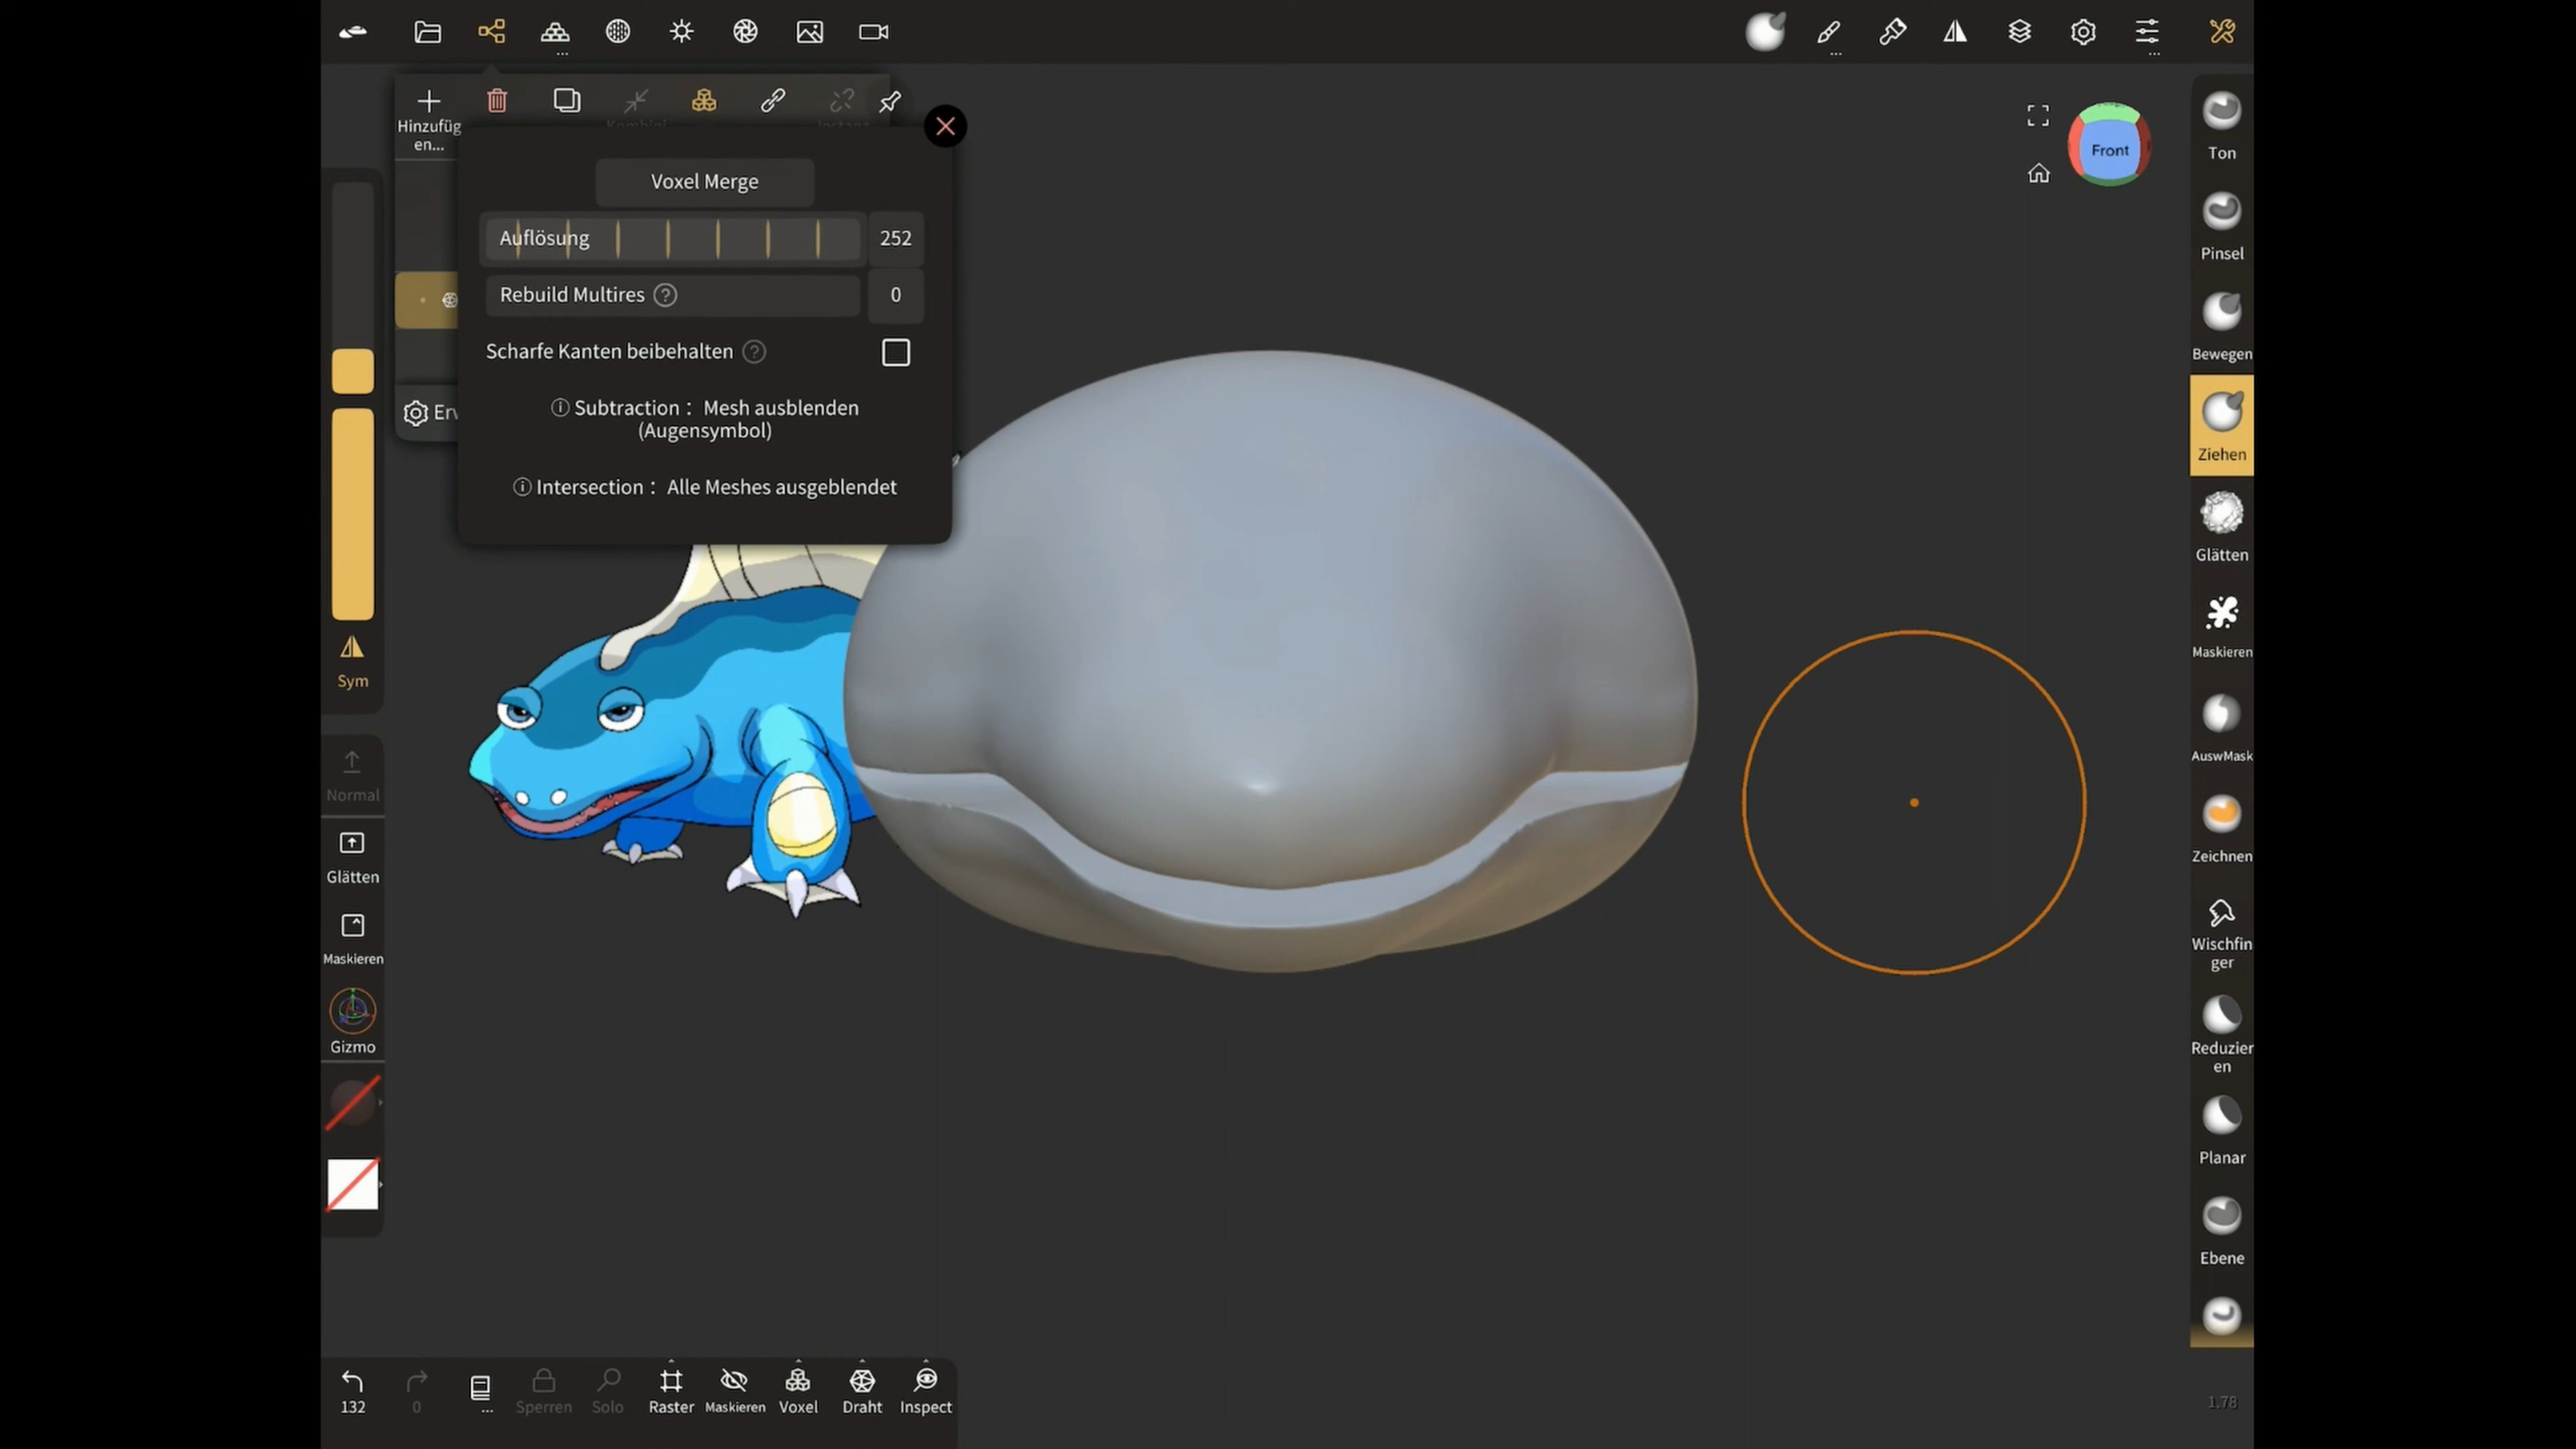 Hinzufüg
en...
Voxel Merge
Auflösung 252
Rebuild Multires ? 0
Scharfe Kanten beibehalten ?
Subtraction : Mesh ausblenden
(Augensymbol)
Intersection : Alle Meshes ausgeblendet
Sym
Normal
Glätten
Maskieren
Gizmo
Front
Ton
Pinsel
Bewegen
Ziehen
Glätten
Maskieren
AuswMask
Zeichnen
Wischfin
ger
Reduzier
en
Planar
Ebene
132
0
...
Sperren
Solo
Raster
Maskieren
Voxel
Draht
Inspect
1.78